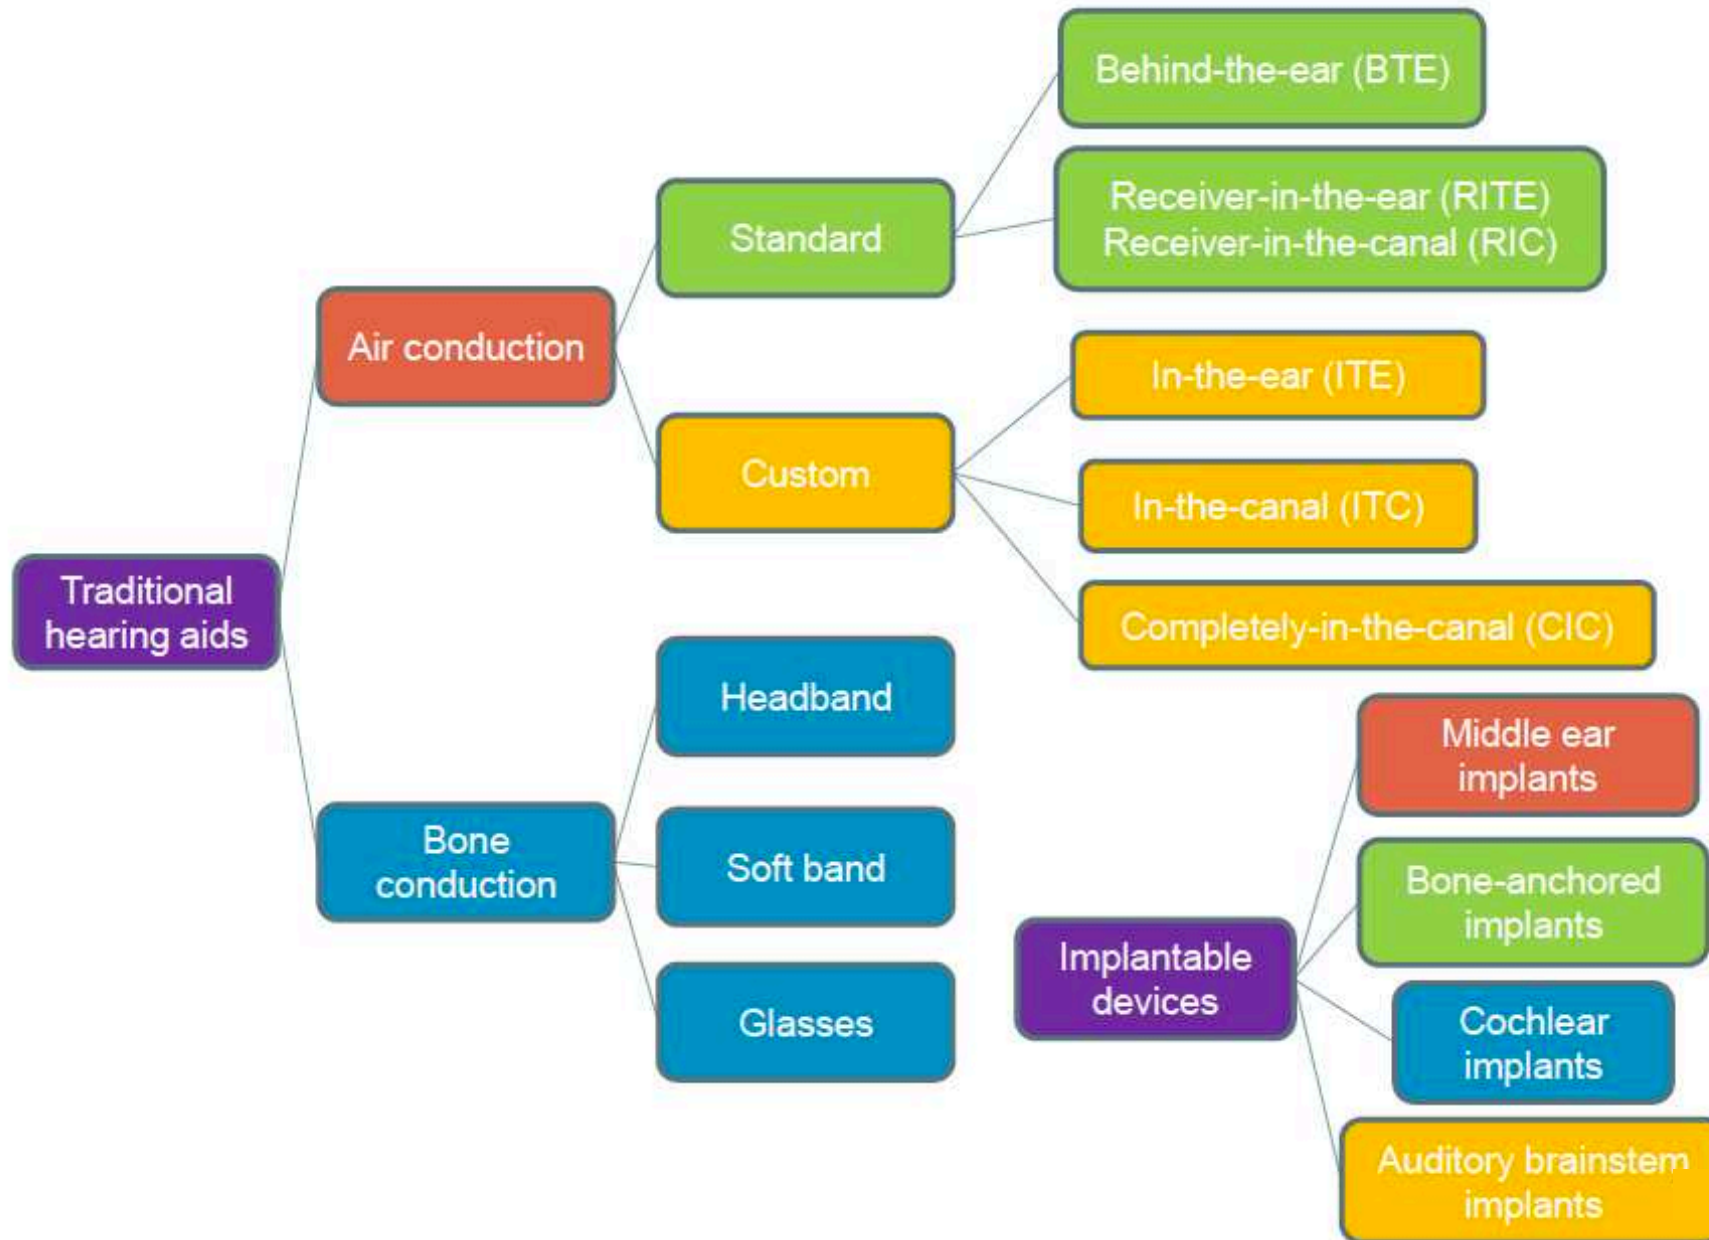 Traditional
hearing aids
Air conduction
Standard
Behind-the-ear (BTE)
Receiver-in-the-ear (RITE)
Receiver-in-the-canal (RIC)
Custom
In-the-ear (ITE)
In-the-canal (ITC)
Completely-in-the-canal (CIC)
Bone
conduction
Headband
Soft band
Glasses
Implantable
devices
Middle ear
implants
Bone-anchored
implants
Cochlear
implants
Auditory brainstem
implants